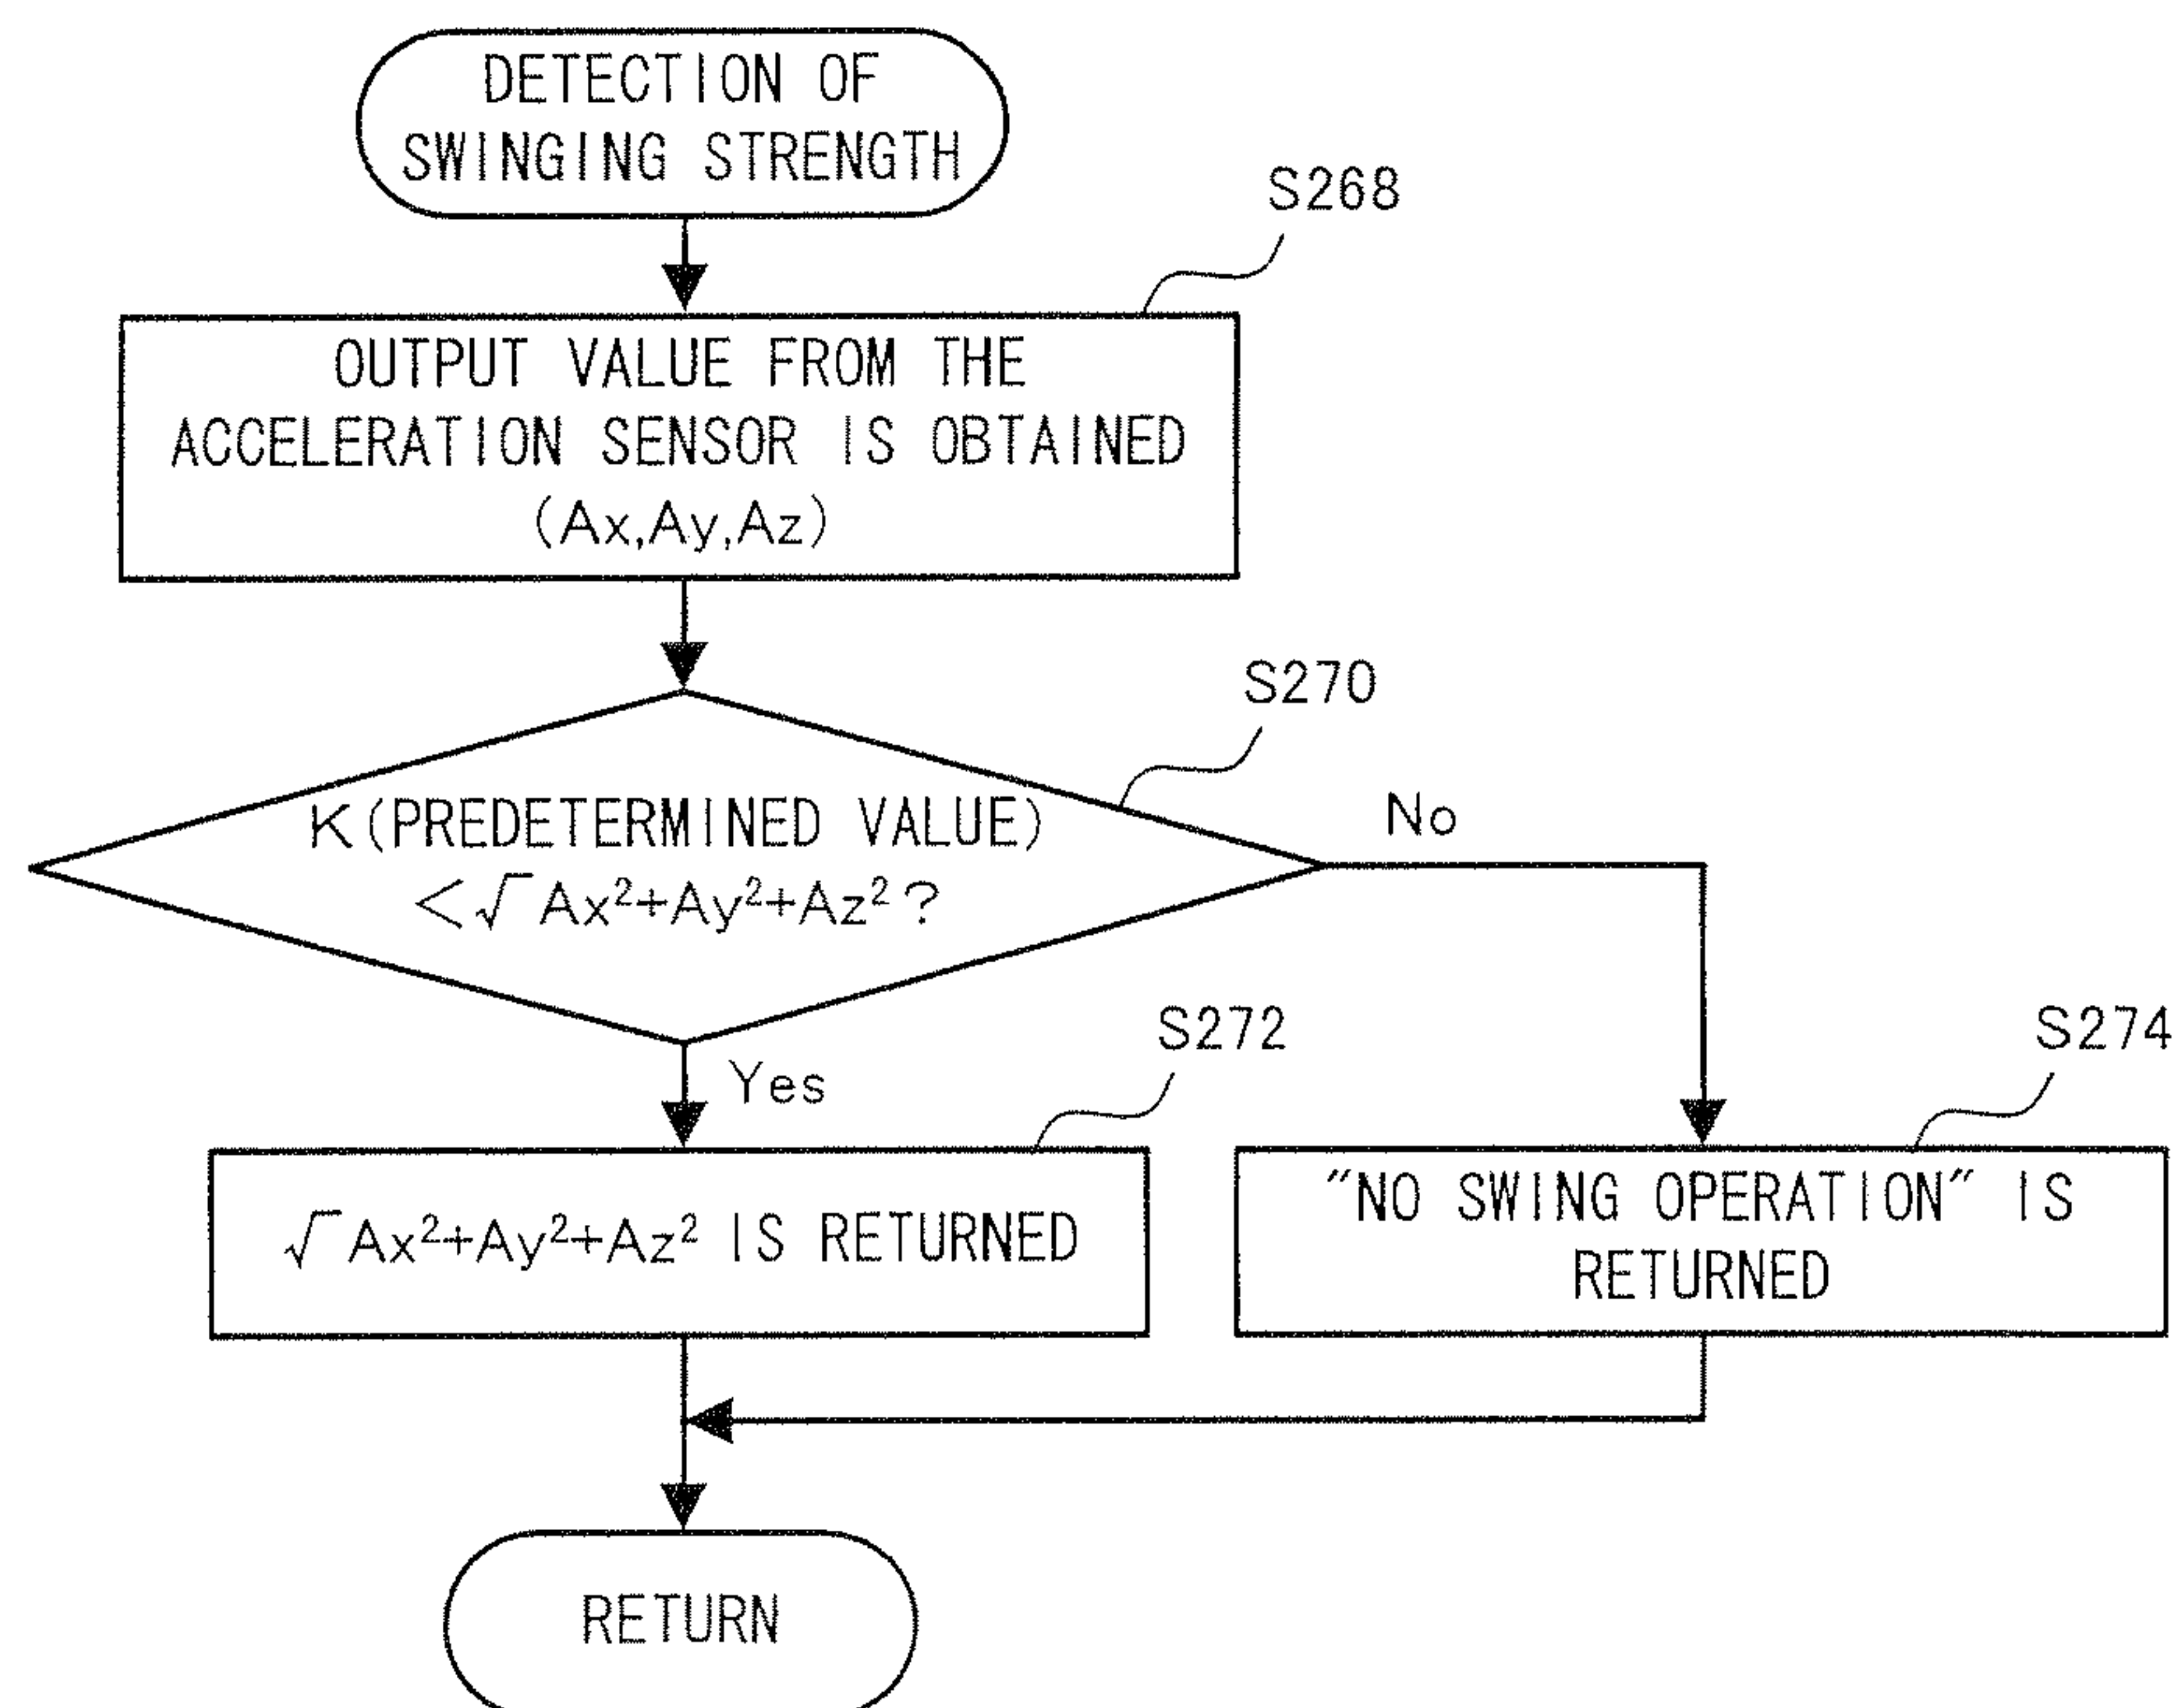 DETECTION OF
SWINGING STRENGTH
S268
OUTPUT VALUE FROM THE
ACCELERATION SENSOR IS OBTAINED
(Ax,Ay,Az)
S270
K(PREDETERMINED VALUE)
<√Ax²+Ay²+Az²?
No
Yes
S272
S274
√Ax²+Ay²+Az² IS RETURNED
"NO SWING OPERATION" IS
RETURNED
RETURN